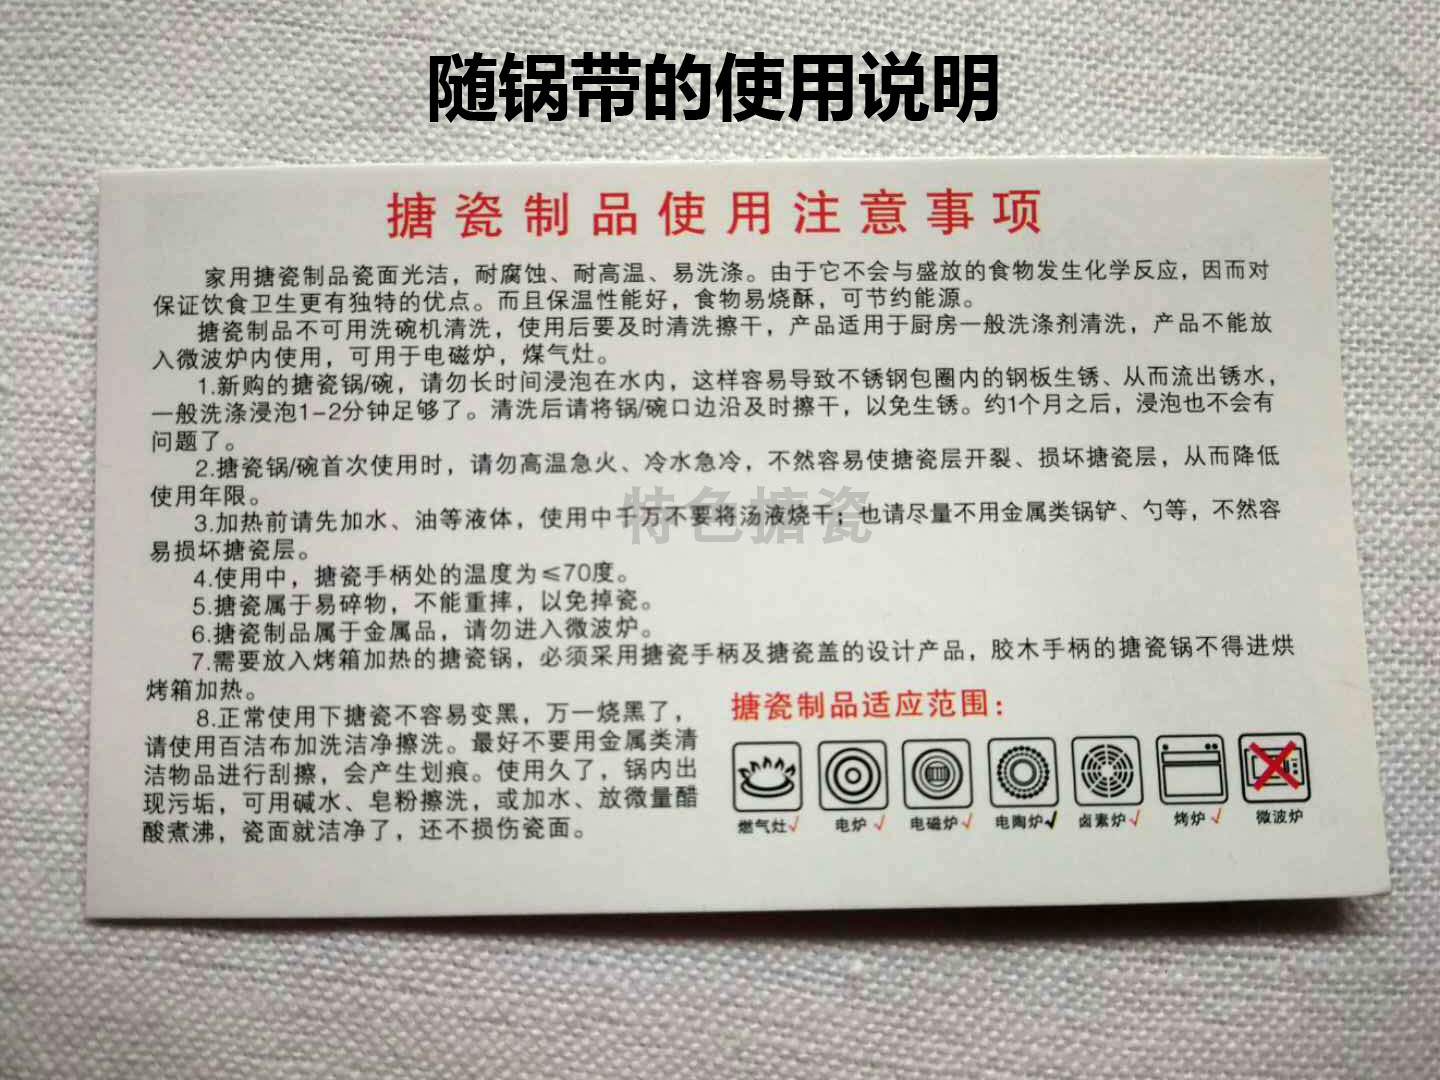 随锅带的使用说明
搪瓷制品使用注意事项
家用搪瓷制品瓷面光洁，耐腐蚀、耐高温、易洗涤。由于它不会与盛放的食物发生化学反应，因而对
保证饮食卫生更有独特的优点。而且保温性能好，食物易烧酥，可节约能源。
搪瓷制品不可用洗碗机清洗，使用后要及时清洗擦干，产品适用于厨房一般洗涤剂清洗，产品不能放
入微波炉内使用，可用于电磁炉，煤气灶。
1.新购的搪瓷锅/碗，请勿长时间浸泡在水内，这样容易导致不锈钢包圈内的钢板生锈、从而流出锈水，
一般洗涤浸泡1-2分钟足够了。清洗后请将锅/碗口边沿及时擦干，以免生锈。约1个月之后，浸泡也不会有
问题了。
2.搪瓷锅/碗首次使用时，请勿高温急火、冷水急冷，不然容易使搪瓷层开裂、损坏搪瓷层，从而降低
使用年限。
特色搪瓷
3.加热前请先加水、油等液体，使用中千万不要将汤液烧干；也请尽量不用金属类锅铲、勺等，不然容
易损坏搪瓷层。
4.使用中，搪瓷手柄处的温度为≤70度。
5.搪瓷属于易碎物，不能重摔，以免掉瓷。
6.搪瓷制品属于金属品，请勿进入微波炉。
7.需要放入烤箱加热的搪瓷锅，必须采用搪瓷手柄及搪瓷盖的设计产品，胶木手柄的搪瓷锅不得进烘
烤箱加热。
8.正常使用下搪瓷不容易变黑，万一烧黑了，
请使用百洁布加洗洁净擦洗。最好不要用金属类清
洁物品进行刮擦，会产生划痕。使用久了，锅内出
现污垢，可用碱水、皂粉擦洗，或加水、放微量醋
酸煮沸，瓷面就洁净了，还不损伤瓷面。
搪瓷制品适应范围：
燃气灶√ 电炉√ 电磁炉√ 电陶炉√ 卤素炉√ 烤炉√ 微波炉